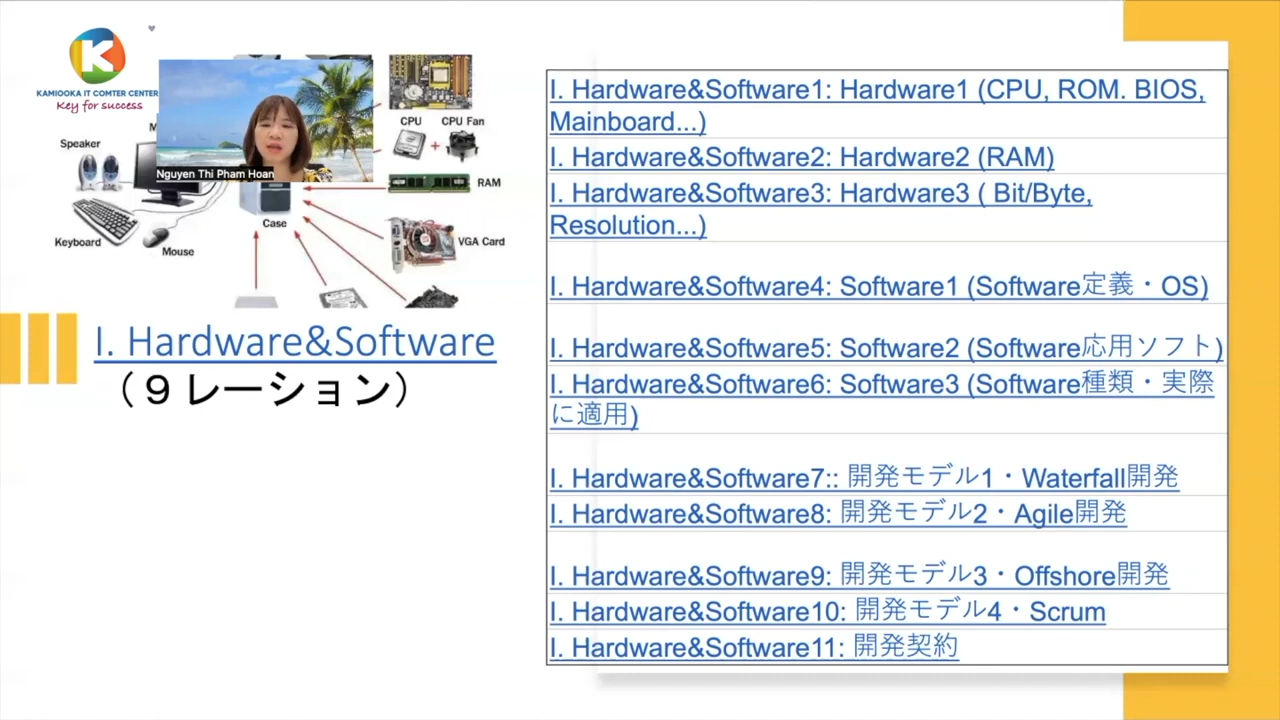 KAMIOOKA IT COMTER CENTER
Key for success
Speaker
M
Nguyen Thi Pham Hoan
Keyboard
Mouse
Case
CPU
CPU Fan
RAM
VGA Card
I. Hardware&Software
（９レーション）
I. Hardware&Software1: Hardware1 (CPU, ROM. BIOS,
Mainboard...)
I. Hardware&Software2: Hardware2 (RAM)
I. Hardware&Software3: Hardware3 ( Bit/Byte,
Resolution...)
I. Hardware&Software4: Software1 (Software定義・OS)
I. Hardware&Software5: Software2 (Software応用ソフト)
I. Hardware&Software6: Software3 (Software種類・実際
に適用)
I. Hardware&Software7:: 開発モデル1・Waterfall開発
I. Hardware&Software8: 開発モデル2・Agile開発
I. Hardware&Software9: 開発モデル3・Offshore開発
I. Hardware&Software10: 開発モデル4・Scrum
I. Hardware&Software11: 開発契約